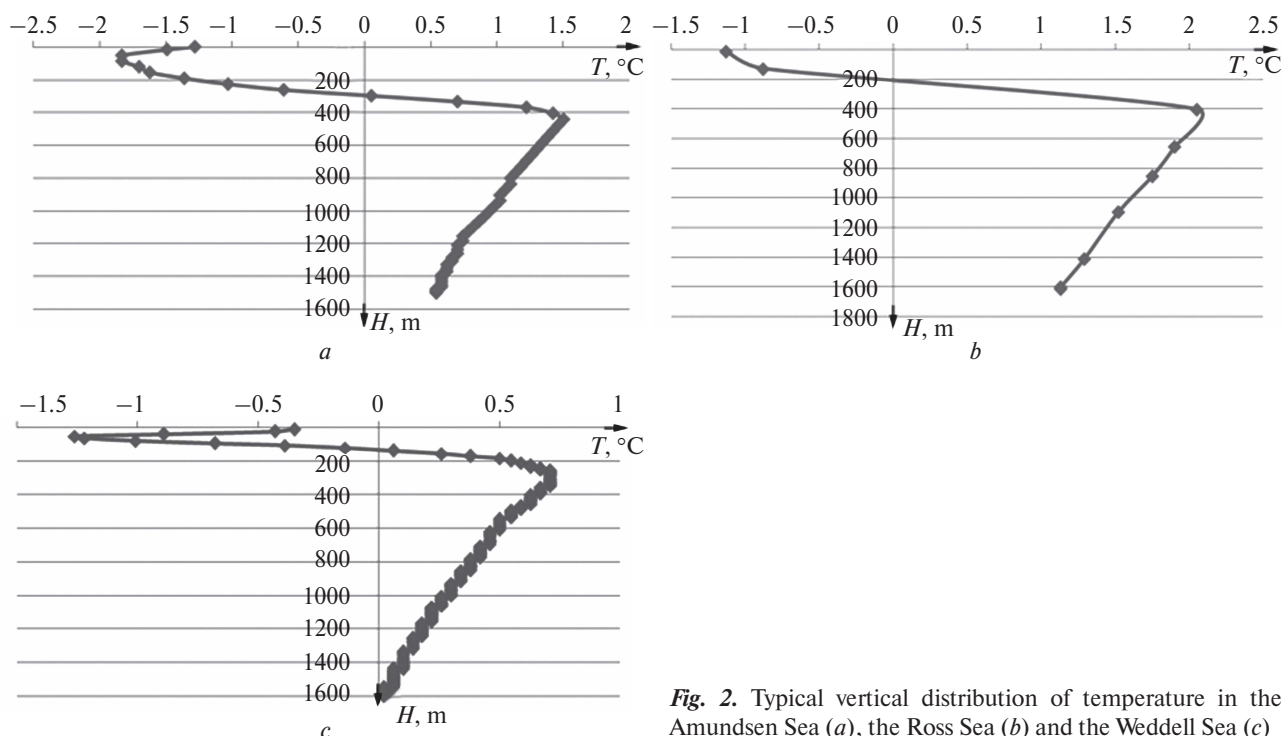 −2.5 −2 −1.5 −1 −0.5 0 0.5 1 1.5 2
T, °C
200
400
600
800
1000
1200
1400
1600
H, m
a
−1.5 −1 −0.5 0 0.5 1 1.5 2 2.5
T, °C
200
400
600
800
1000
1200
1400
1600
1800
H, m
b
−1.5 −1 −0.5 0 0.5 1
T, °C
200
400
600
800
1000
1200
1400
1600
H, m
c
Fig. 2. Typical vertical distribution of temperature in the
Amundsen Sea (a), the Ross Sea (b) and the Weddell Sea (c)